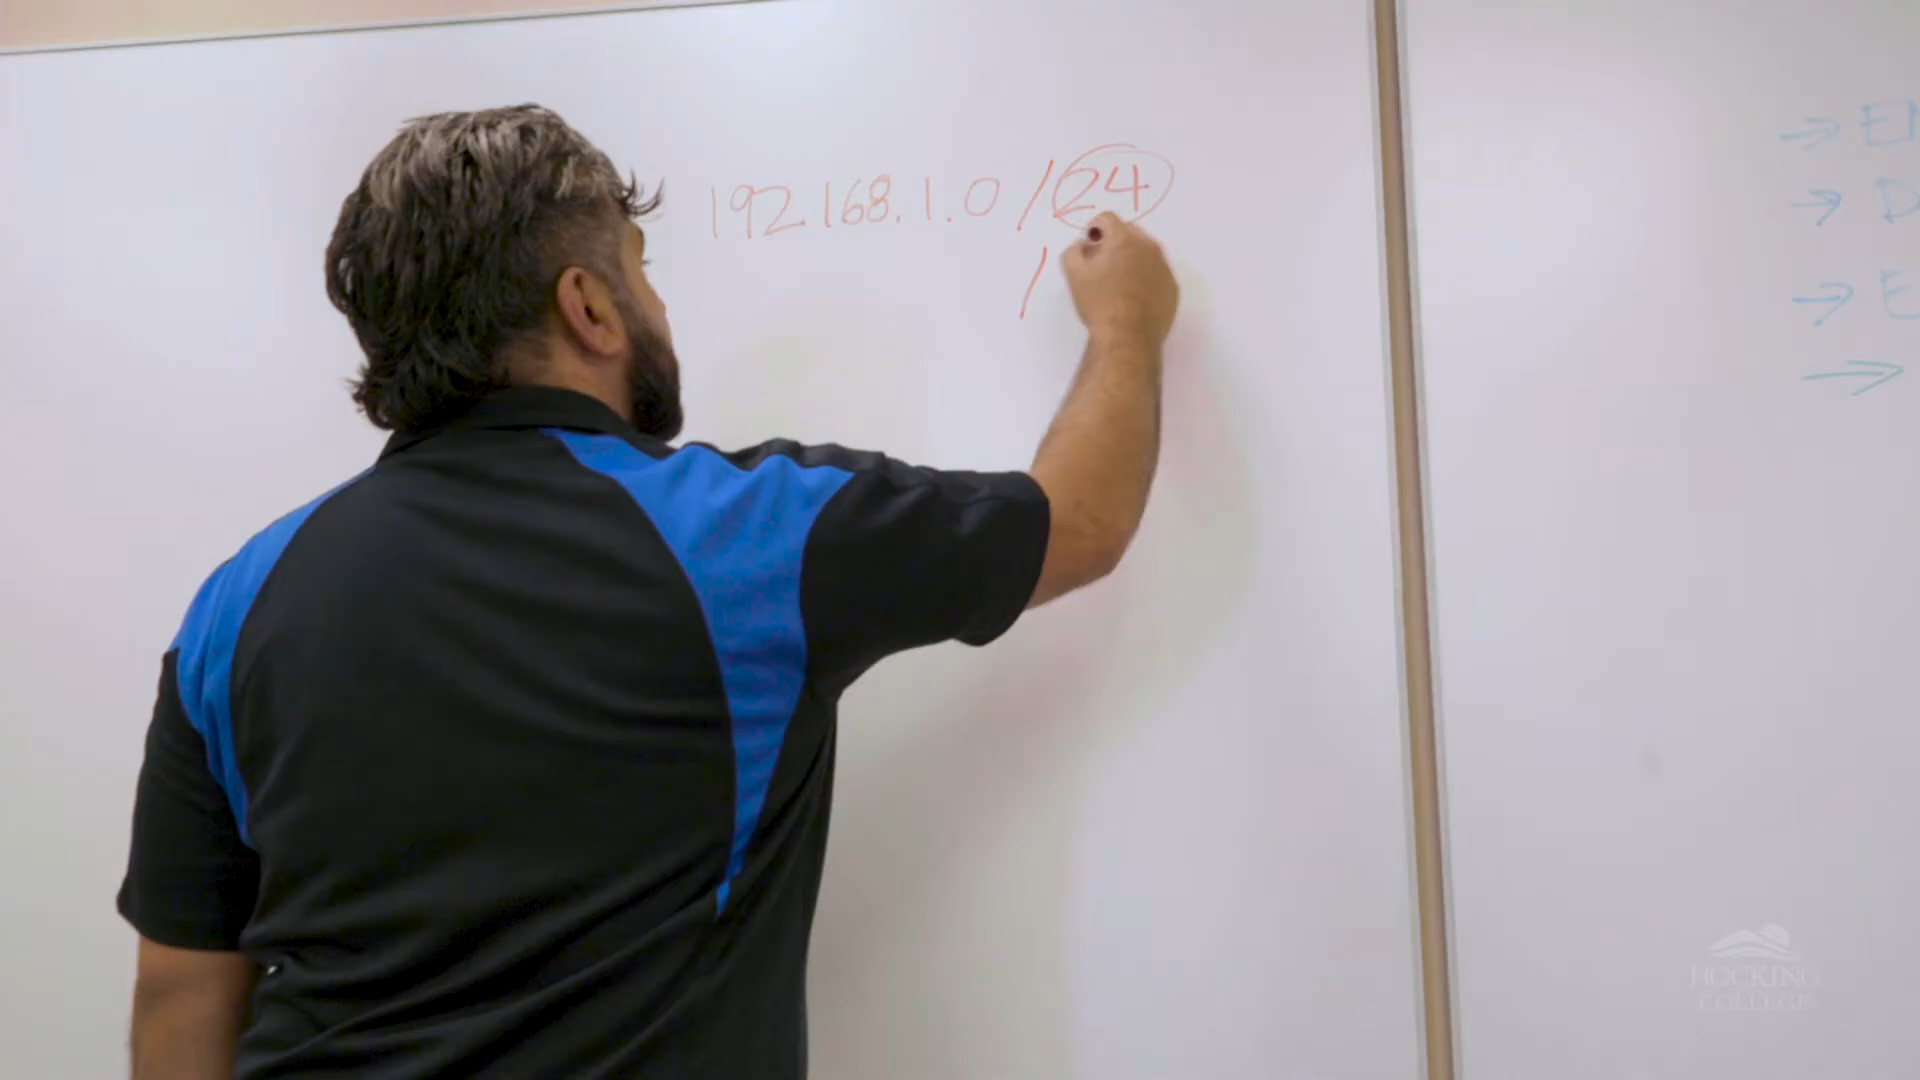 192 168.1.0 /24
/
→ E
→ D
→ E
→
HOCKING
COLLEGE